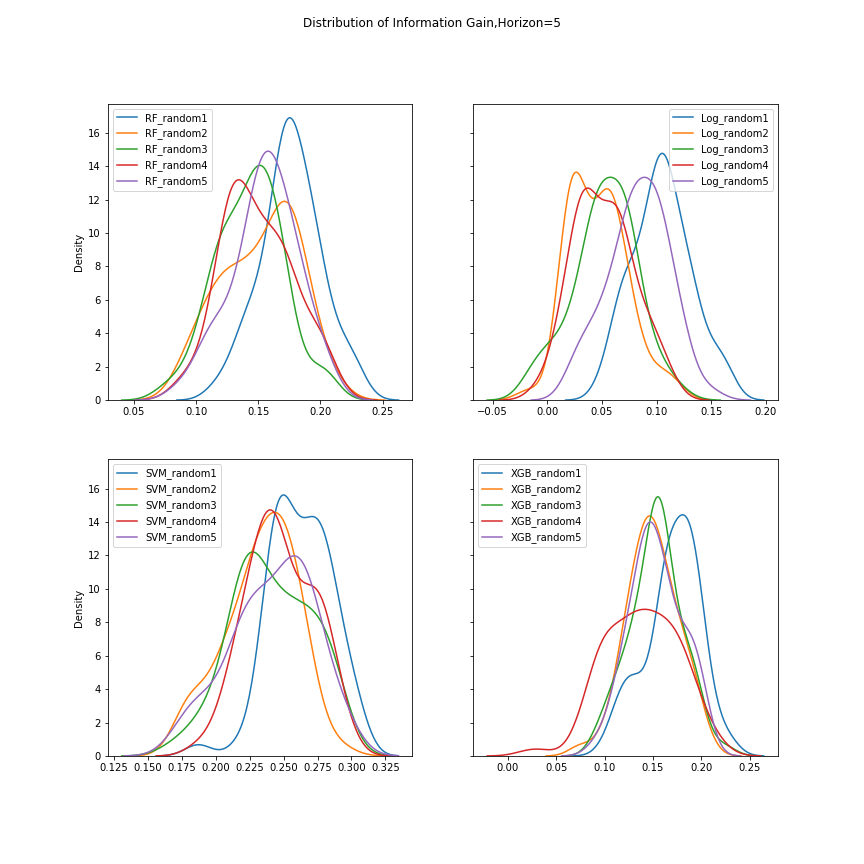 Distribution of Information Gain,Horizon=5
RF_random1
RF_random2
RF_random3
RF_random4
RF_random5
Density
16
14
12
10
8
6
4
2
0
0.05 0.10 0.15 0.20 0.25
Log_random1
Log_random2
Log_random3
Log_random4
Log_random5
−0.05 0.00 0.05 0.10 0.15 0.20
SVM_random1
SVM_random2
SVM_random3
SVM_random4
SVM_random5
Density
16
14
12
10
8
6
4
2
0
0.125 0.150 0.175 0.200 0.225 0.250 0.275 0.300 0.325
XGB_random1
XGB_random2
XGB_random3
XGB_random4
XGB_random5
0.00 0.05 0.10 0.15 0.20 0.25